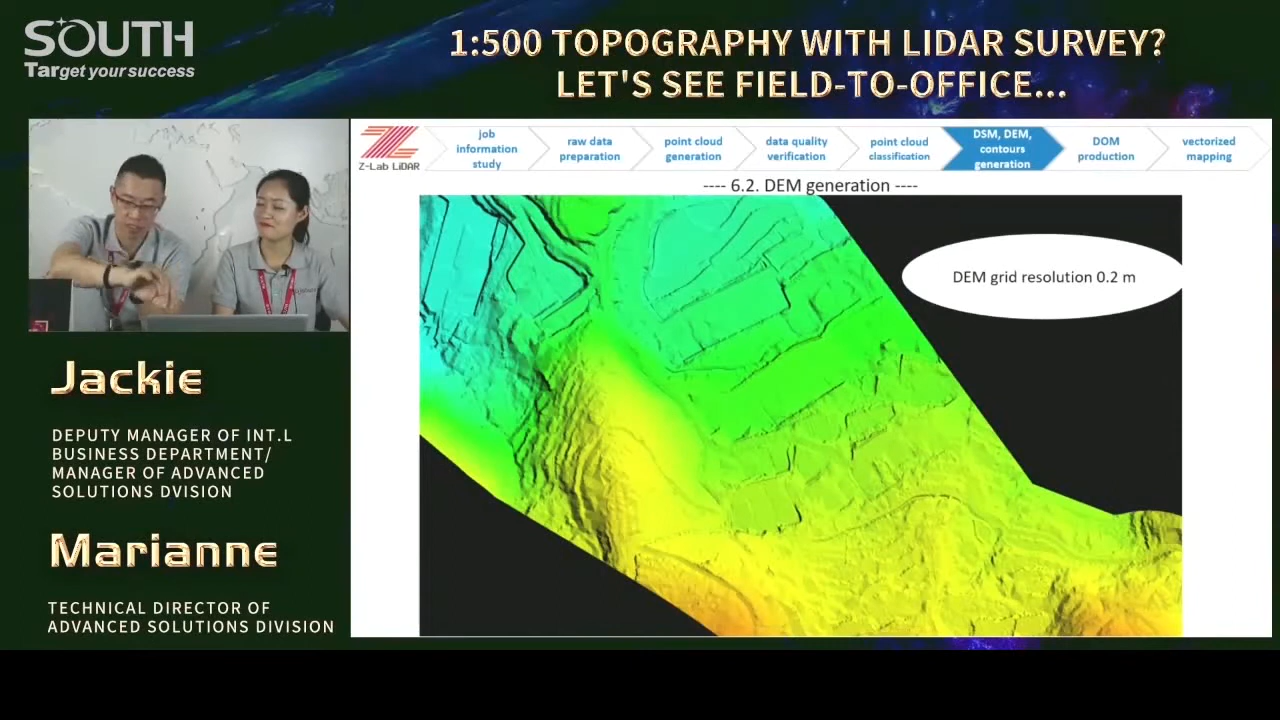 SOUTH
Target your success
1:500 TOPOGRAPHY WITH LIDAR SURVEY?
LET'S SEE FIELD-TO-OFFICE...
Z-Lab LiDAR
job
information
study
raw data
preparation
point cloud
generation
data quality
verification
point cloud
classification
DSM, DEM,
contours
generation
DOM
production
vectorized
mapping
---- 6.2. DEM generation ----
DEM grid resolution 0.2 m
Jackie
DEPUTY MANAGER OF INT.L
BUSINESS DEPARTMENT/
MANAGER OF ADVANCED
SOLUTIONS DVISION
Marianne
TECHNICAL DIRECTOR OF
ADVANCED SOLUTIONS DIVISION